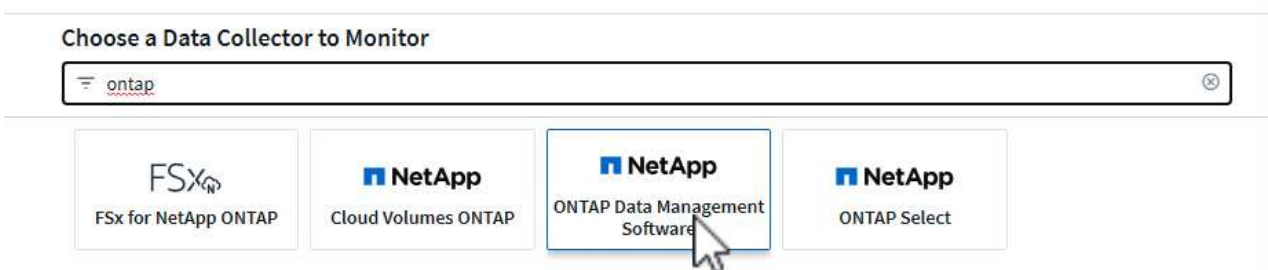 Choose a Data Collector to Monitor
ontap
FSx
FSx for NetApp ONTAP
NetApp
Cloud Volumes ONTAP
NetApp
ONTAP Data Management
Software
NetApp
ONTAP Select